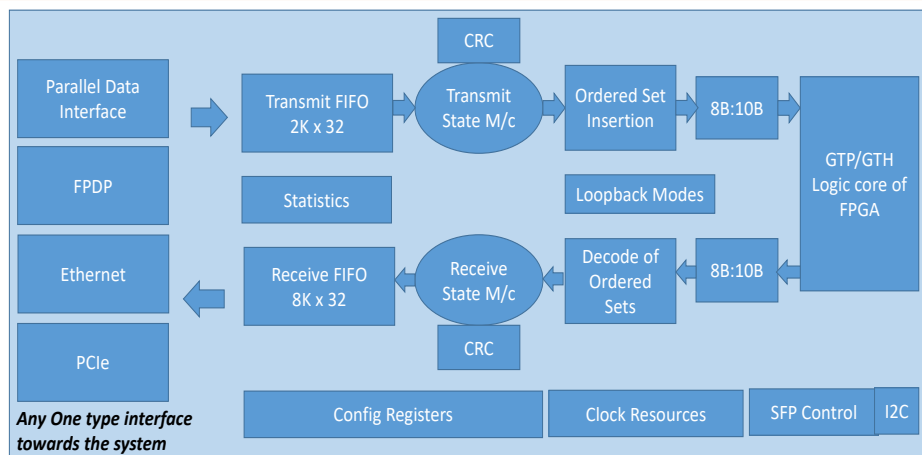 Parallel Data
Interface
FPDP
Ethernet
PCIe
Any One type interface
towards the system
Transmit FIFO
2K x 32
CRC
Transmit
State M/c
Ordered Set
Insertion
8B:10B
GTP/GTH
Logic core of
FPGA
Statistics
Loopback Modes
Receive FIFO
8K x 32
Receive
State M/c
CRC
Decode of
Ordered
Sets
8B:10B
Config Registers
Clock Resources
SFP Control
I2C